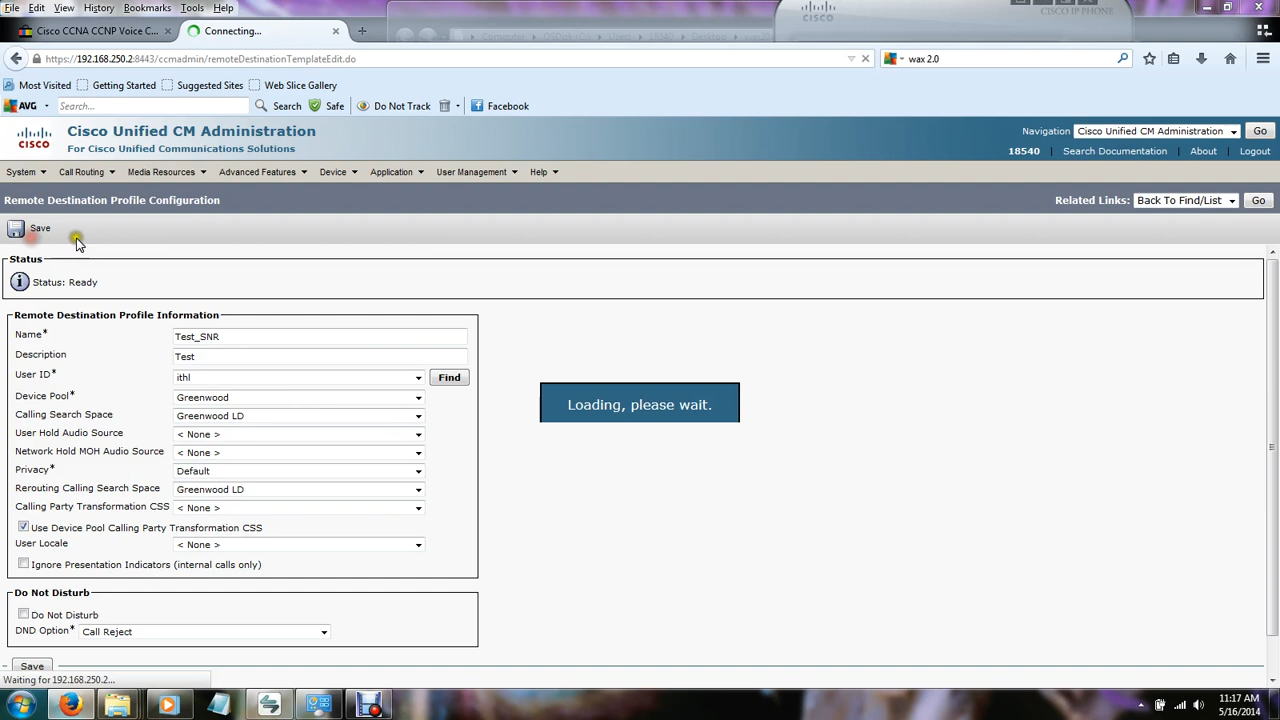 File Edit View History Bookmarks Tools Help
CISCO IP PHONE
Cisco CCNA CCNP Voice C...
Connecting...
https://192.168.250.2:8443/ccmadmin/remoteDestinationTemplateEdit.do
wax 2.0
Most Visited Getting Started Suggested Sites Web Slice Gallery
AVG Search... Search Safe Do Not Track Facebook
CISCO
Cisco Unified CM Administration
For Cisco Unified Communications Solutions
Navigation Cisco Unified CM Administration Go
18540 Search Documentation About Logout
System Call Routing Media Resources Advanced Features Device Application User Management Help
Remote Destination Profile Configuration
Related Links: Back To Find/List Go
Save
Status
Status: Ready
Remote Destination Profile Information
Name* Test_SNR
Description Test
User ID* ithl Find
Device Pool* Greenwood
Calling Search Space Greenwood LD
User Hold Audio Source < None >
Network Hold MOH Audio Source < None >
Privacy* Default
Rerouting Calling Search Space Greenwood LD
Calling Party Transformation CSS < None >
Use Device Pool Calling Party Transformation CSS
User Locale < None >
Ignore Presentation Indicators (internal calls only)
Loading, please wait.
Do Not Disturb
Do Not Disturb
DND Option* Call Reject
Save
Waiting for 192.168.250.2...
11:17 AM
5/16/2014